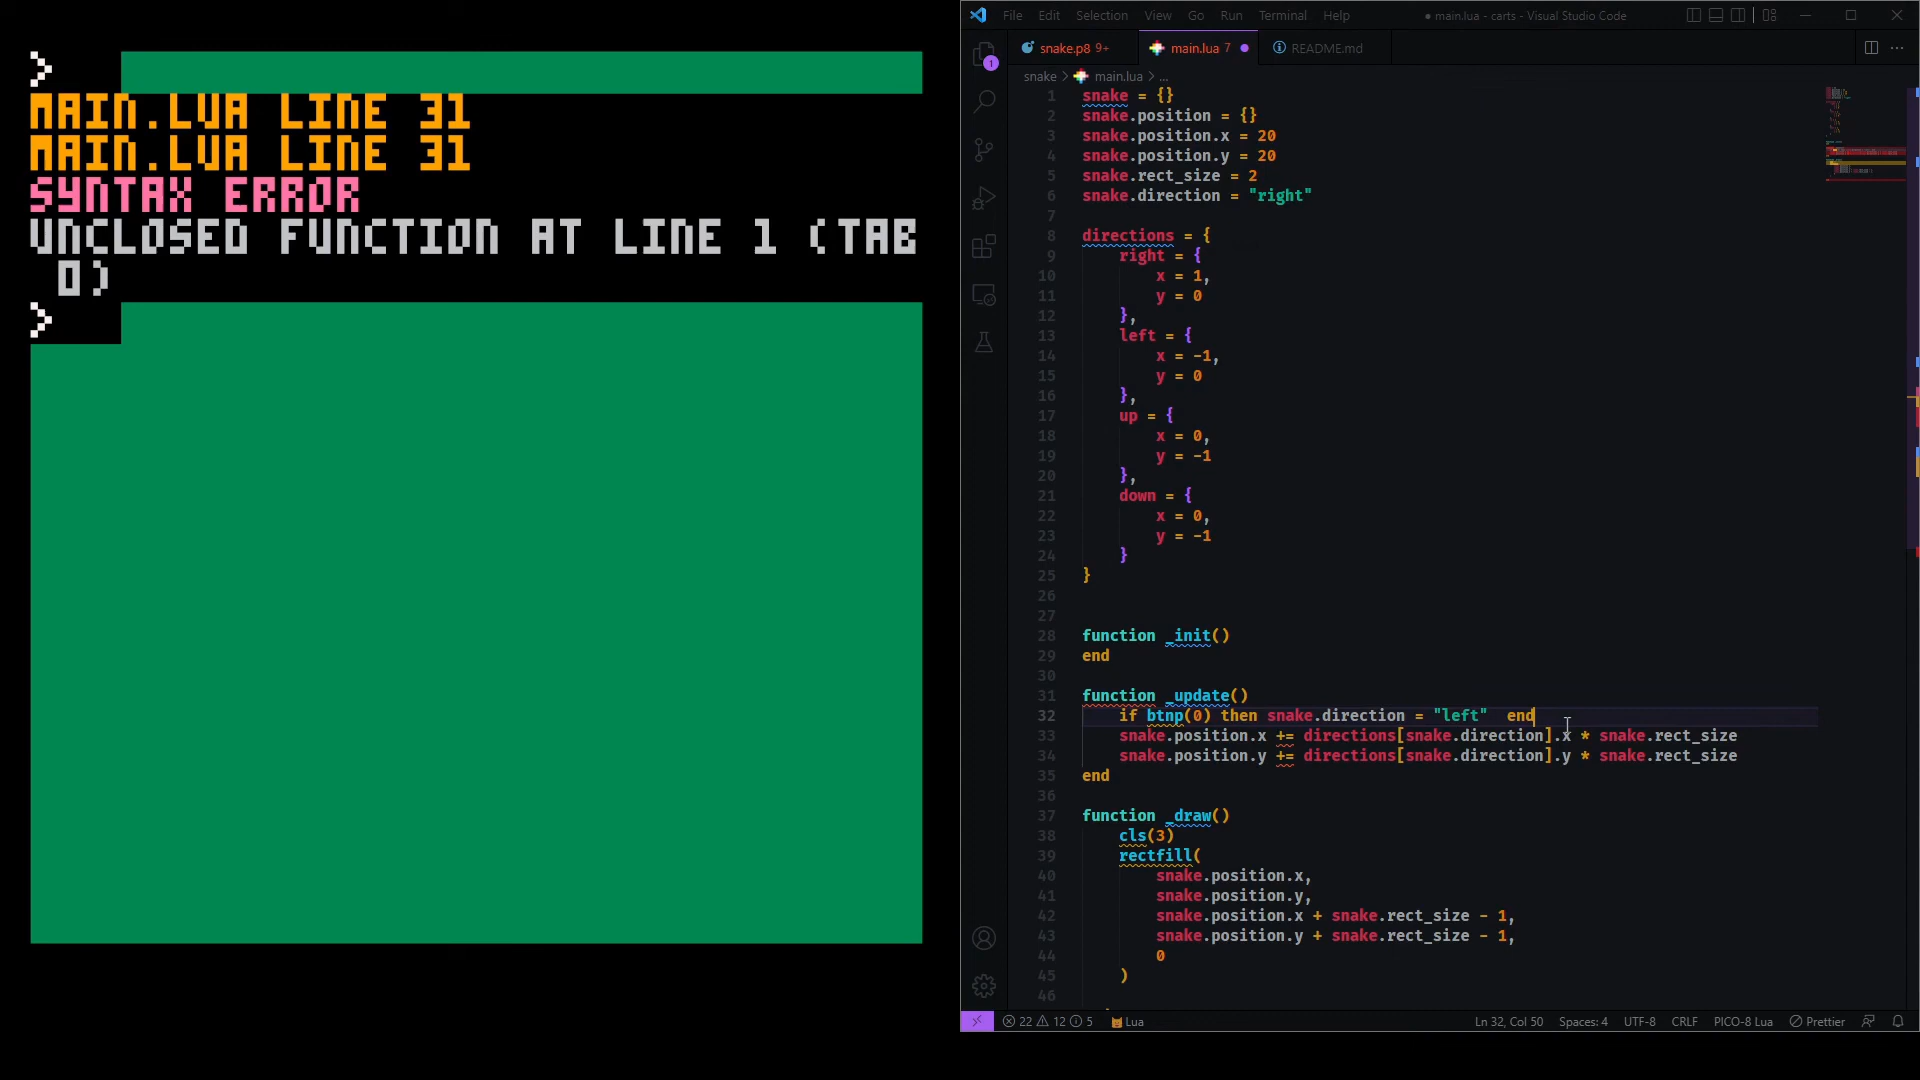 >
MAIN.LUA LINE 31
MAIN.LUA LINE 31
SYNTAX ERROR
UNCLOSED FUNCTION AT LINE 1 (TAB
0)
>
File Edit Selection View Go Run Terminal Help
● main.lua - carts - Visual Studio Code
snake.p8 9+ main.lua 7 ● README.md
1
snake > main.lua > ...
1 snake = {}
2 snake.position = {}
3 snake.position.x = 20
4 snake.position.y = 20
5 snake.rect_size = 2
6 snake.direction = "right"
7
8 directions = {
9 right = {
10 x = 1,
11 y = 0
12 },
13 left = {
14 x = -1,
15 y = 0
16 },
17 up = {
18 x = 0,
19 y = -1
20 },
21 down = {
22 x = 0,
23 y = -1
24 }
25 }
26
27
28 function _init()
29 end
30
31 function _update()
32 if btnp(0) then snake.direction = "left"  end
33 snake.position.x += directions[snake.direction].x * snake.rect_size
34 snake.position.y += directions[snake.direction].y * snake.rect_size
35 end
36
37 function _draw()
38 cls(3)
39 rectfill(
40 snake.position.x,
41 snake.position.y,
42 snake.position.x + snake.rect_size - 1,
43 snake.position.y + snake.rect_size - 1,
44 0
45 )
46
22 12 5 Lua Ln 32, Col 50 Spaces: 4 UTF-8 CRLF PICO-8 Lua Prettier